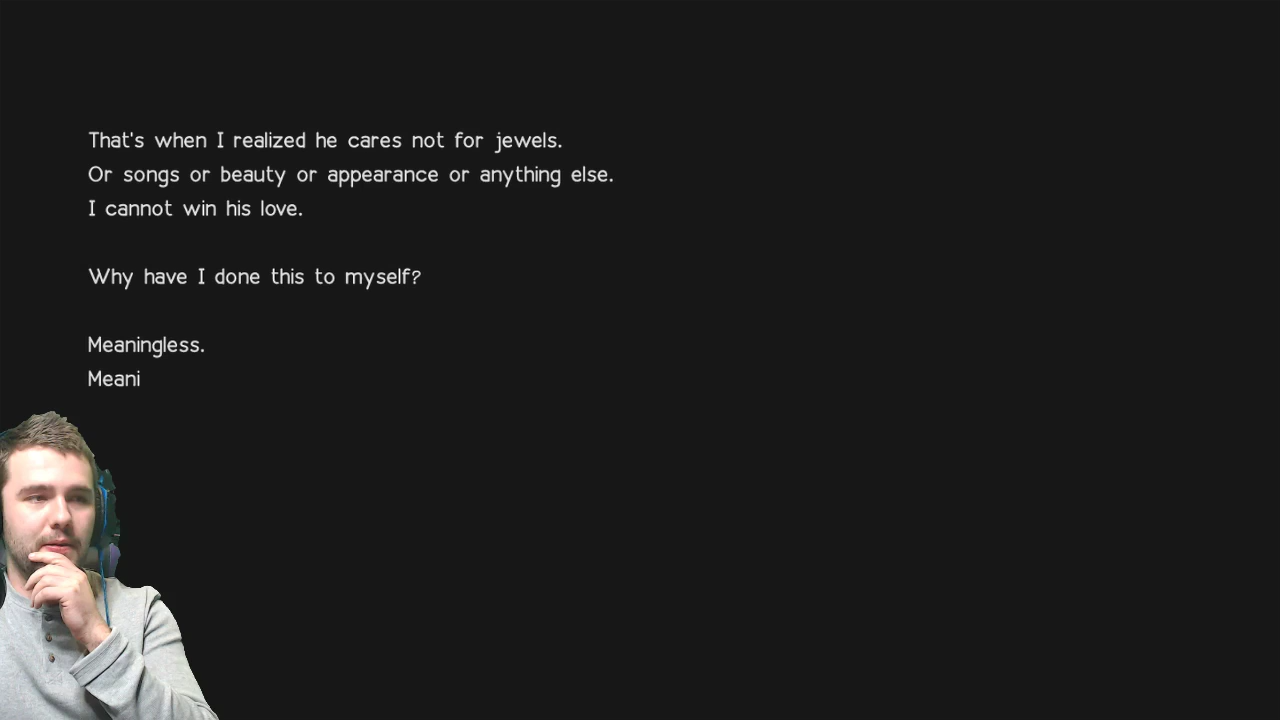 That's when I realized he cares not for jewels.
Or songs or beauty or appearance or anything else.
I cannot win his love.
Why have I done this to myself?
Meaningless.
Meani